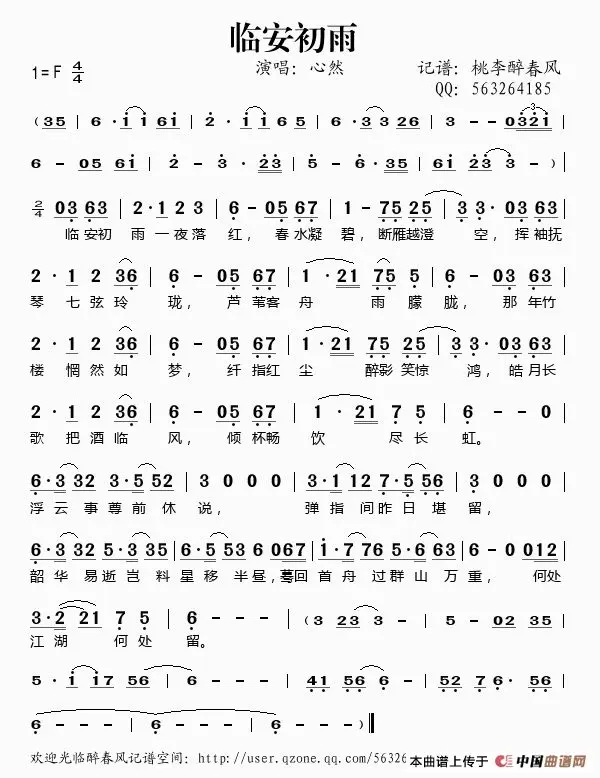 临安初雨
1=F 4/4 演唱：心然 记谱：桃李醉春风
QQ：563264185
(35 | 6·i i 6i | 2·i i 65 | 6·3 3 26 | 3 - - 0321 |
6 - 05 6i | 2 - 3·23 | 5 - 6·35 | 6i 23 3 - |
2/4 03 63 | 2·1 2 3 | 6 - 05 63 | 1 - 75 25 | 3 3·03 63 |
临安初 雨 一夜落 红，春水凝 碧，断雁越澄 空，挥袖抚
2·1 2 36 | 6 - 05 67 | 1·21 75 5 | 6 - 03 63 |
琴 七弦玲 珑，芦苇客 舟 雨朦胧，那年竹
2·1 2 36 | 6 - 05 67 | 1·21 75 25 | 3 3·03 63 |
楼 惘然如 梦，纤指红 尘 醉影笑惊 鸿，皓月长
2·1 2 36 | 6 - 05 67 | 1·21 7 5 | 6 - - 0 |
歌 把酒临 风，倾杯畅 饮 尽长 虹。
6·3 32 3·5 52 | 3 0 0 0 | 6·3 32 7·5 56 | 3 0 0 0 |
浮云事尊前休 说， 弹指间昨日堪 留，
6·3 32 5·3 35 | 6·5 53 2 067 | 1·7 76 5·6 63 | 6 - 0 012 |
韶华易逝岂料星移半昼，蓦回首舟过群山万重，何处
3·2 21 7 5 | 6 - - - | (3 23 3 - | 5 - 02 35 |
江湖 何处 留。
5·i i7 56 | 6 - - - | 41 56 6 - | 52 7 6·56 |
6 - - - | 6 - - - | 6 - - - )‖
欢迎光临醉春风记谱空间：http://user.qzone.qq.com/56326
本曲谱上传于 中国曲谱网